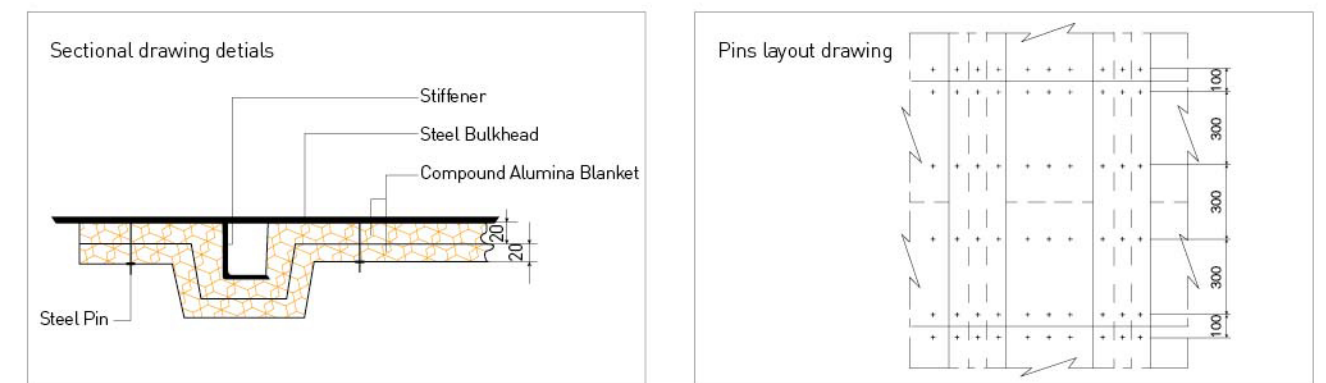 Sectional drawing detials
Stiffener
Steel Bulkhead
Compound Alumina Blanket
20
20
Steel Pin
Pins layout drawing
100
300
300
300
100